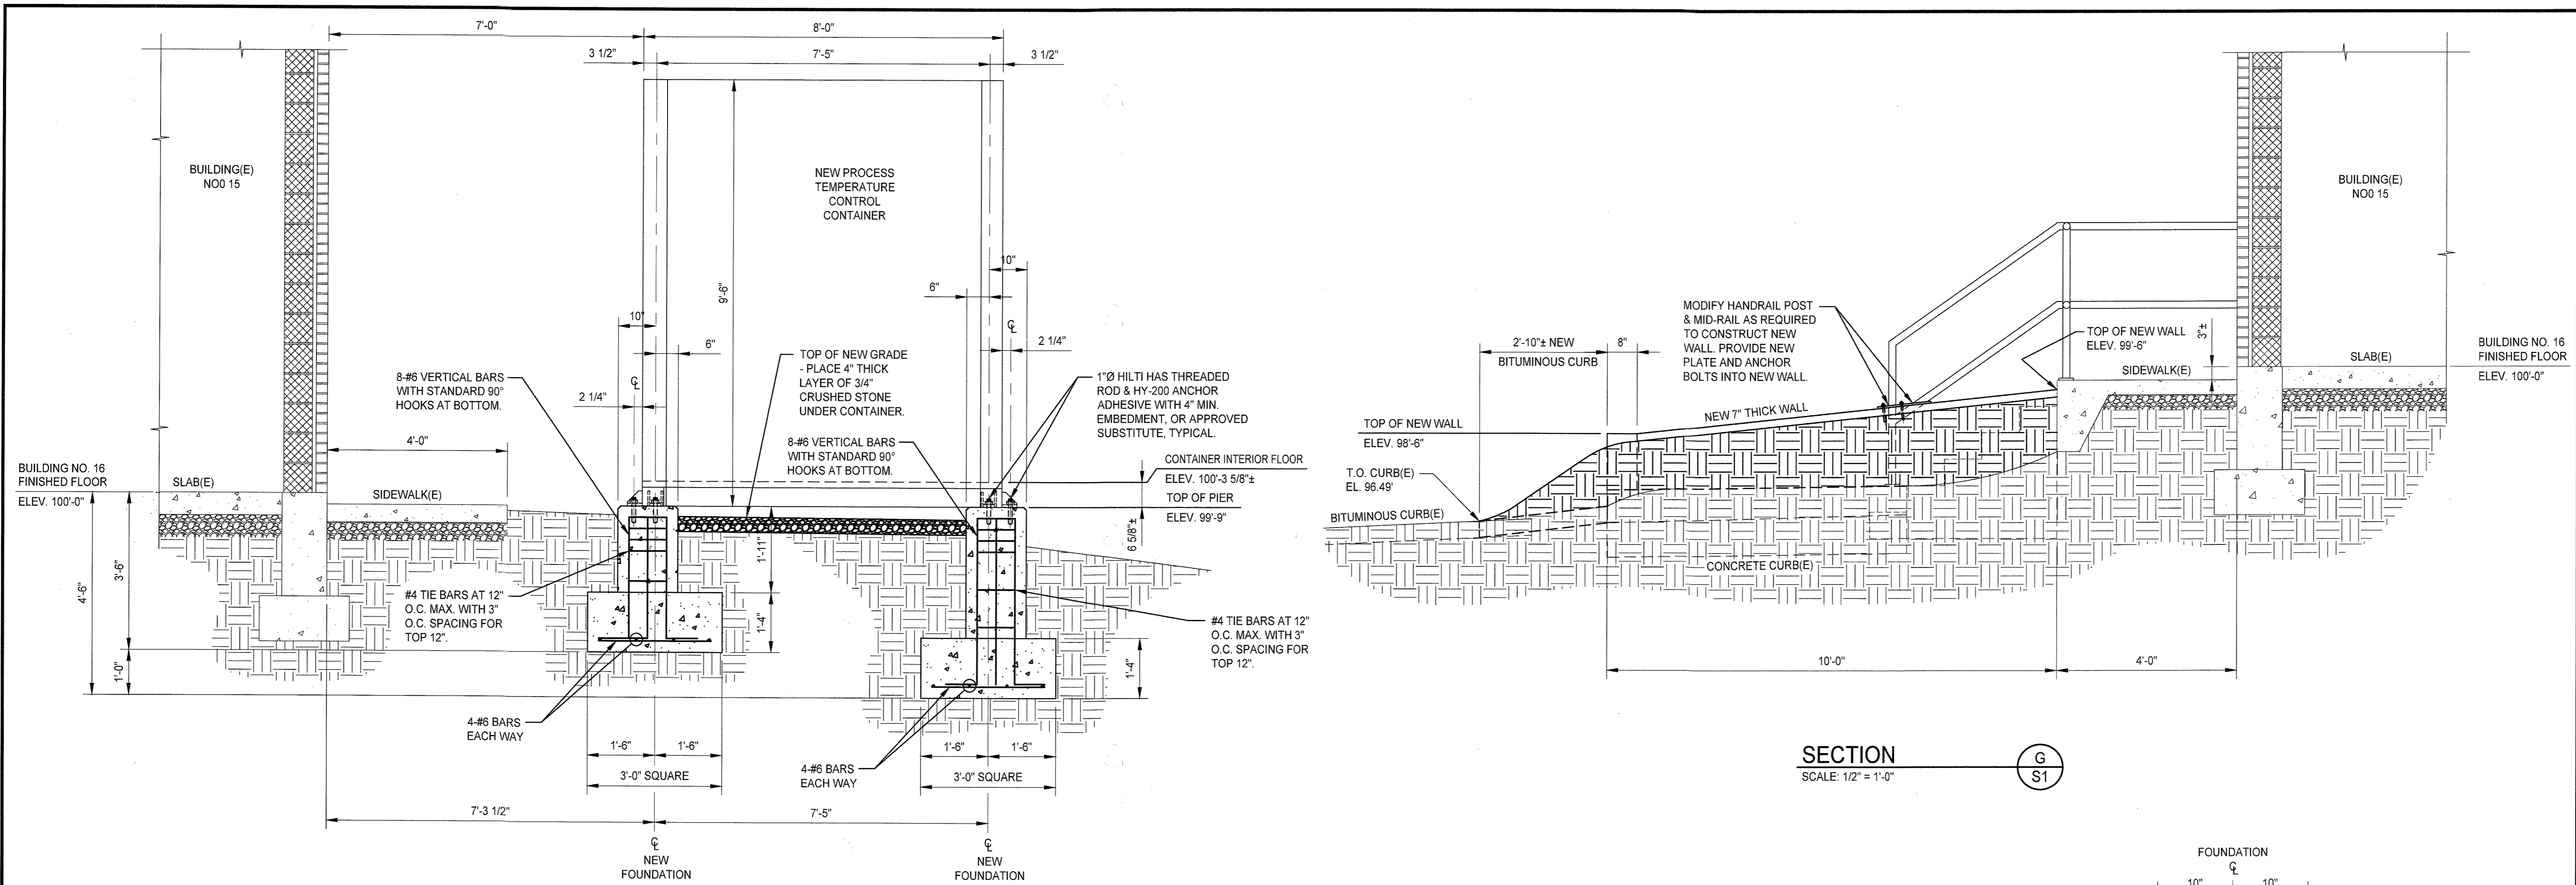 7'-0"
8'-0"
3 1/2"
7'-5"
3 1/2"
BUILDING(E)
NO0 15
NEW PROCESS
TEMPERATURE
CONTROL
CONTAINER
9'-6"
10"
6"
10"
6"
℄
2 1/4"
℄
2 1/4"
TOP OF NEW GRADE
- PLACE 4" THICK
LAYER OF 3/4"
CRUSHED STONE
UNDER CONTAINER.
1"Ø HILTI HAS THREADED
ROD & HY-200 ANCHOR
ADHESIVE WITH 4" MIN.
EMBEDMENT, OR APPROVED
SUBSTITUTE, TYPICAL.
8-#6 VERTICAL BARS
WITH STANDARD 90°
HOOKS AT BOTTOM.
8-#6 VERTICAL BARS
WITH STANDARD 90°
HOOKS AT BOTTOM.
4'-0"
CONTAINER INTERIOR FLOOR
ELEV. 100'-3 5/8"±
TOP OF PIER
ELEV. 99'-9"
6 5/8"±
BUILDING NO. 16
FINISHED FLOOR
ELEV. 100'-0"
SLAB(E)
SIDEWALK(E)
4'-6"
3'-6"
1'-0"
1'-11"
1'-4"
1'-4"
#4 TIE BARS AT 12"
O.C. MAX. WITH 3"
O.C. SPACING FOR
TOP 12".
#4 TIE BARS AT 12"
O.C. MAX. WITH 3"
O.C. SPACING FOR
TOP 12".
4-#6 BARS
EACH WAY
4-#6 BARS
EACH WAY
1'-6"
1'-6"
3'-0" SQUARE
1'-6"
1'-6"
3'-0" SQUARE
7'-3 1/2"
7'-5"
℄
NEW
FOUNDATION
℄
NEW
FOUNDATION
BUILDING(E)
NO0 15
MODIFY HANDRAIL POST
& MID-RAIL AS REQUIRED
TO CONSTRUCT NEW
WALL. PROVIDE NEW
PLATE AND ANCHOR
BOLTS INTO NEW WALL.
TOP OF NEW WALL
ELEV. 99'-6"
3"±
2'-10"± NEW
BITUMINOUS CURB
8"
SLAB(E)
SIDEWALK(E)
BUILDING NO. 16
FINISHED FLOOR
ELEV. 100'-0"
NEW 7" THICK WALL
TOP OF NEW WALL
ELEV. 98'-6"
T.O. CURB(E)
EL. 96.49'
BITUMINOUS CURB(E)
CONCRETE CURB(E)
10'-0"
4'-0"
SECTION
SCALE: 1/2" = 1'-0"
G
S1
FOUNDATION
℄
10"
10"